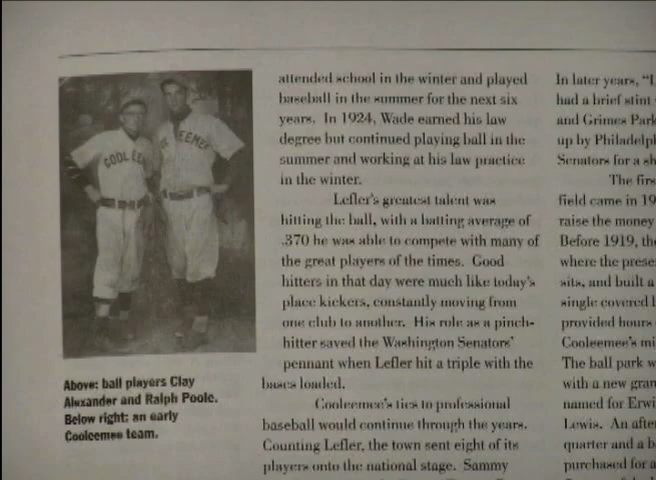 COOLEE
EEMEE
Above: ball players Clay
Aluxander and Ralph Poole.
Below right: an early
Cooleemee team.
attended school in the winter and played
baseball in the summer for the next six
years. In 1924, Wade earned his law
degree but continued playing ball in the
summer and working at his law practice
in the winter.
Lefler's greatest talent was
hitting the ball, with a batting average of
.370 he was able to compete with many of
the great players of the times. Good
hitters in that day were much like today's
place kickers, constantly moving from
one club to another. His role as a pinch-
hitter saved the Washington Senators'
pennant when Lefler hit a triple with the
bases loaded.
Cooleemee's ties to professional
baseball would continue through the years.
Counting Lefler, the town sent eight of its
players onto the national stage. Sammy
In later years, "L
had a brief stint
and Grimes Park
up by Philadelph
Senators for a sh
The firs
field came in 19
raise the money
Before 1919, the
where the prese
sits, and built a
single covered b
provided hours
Cooleemee's mi
The ball park w
with a new gran
named for Erwi
Lewis. An after
quarter and a b
purchased for a